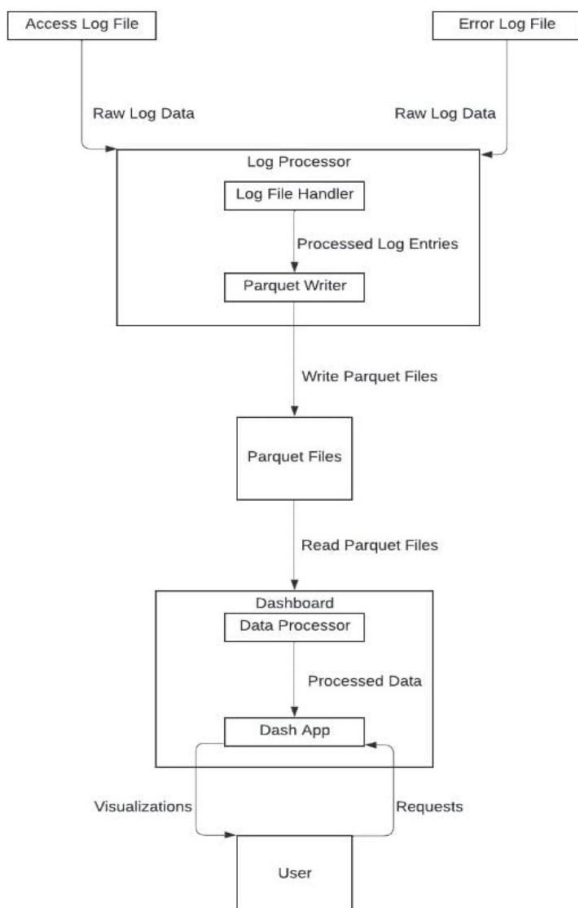 Access Log File
Error Log File
Raw Log Data
Raw Log Data
Log Processor
Log File Handler
Processed Log Entries
Parquet Writer
Write Parquet Files
Parquet Files
Read Parquet Files
Dashboard
Data Processor
Processed Data
Dash App
Visualizations
Requests
User